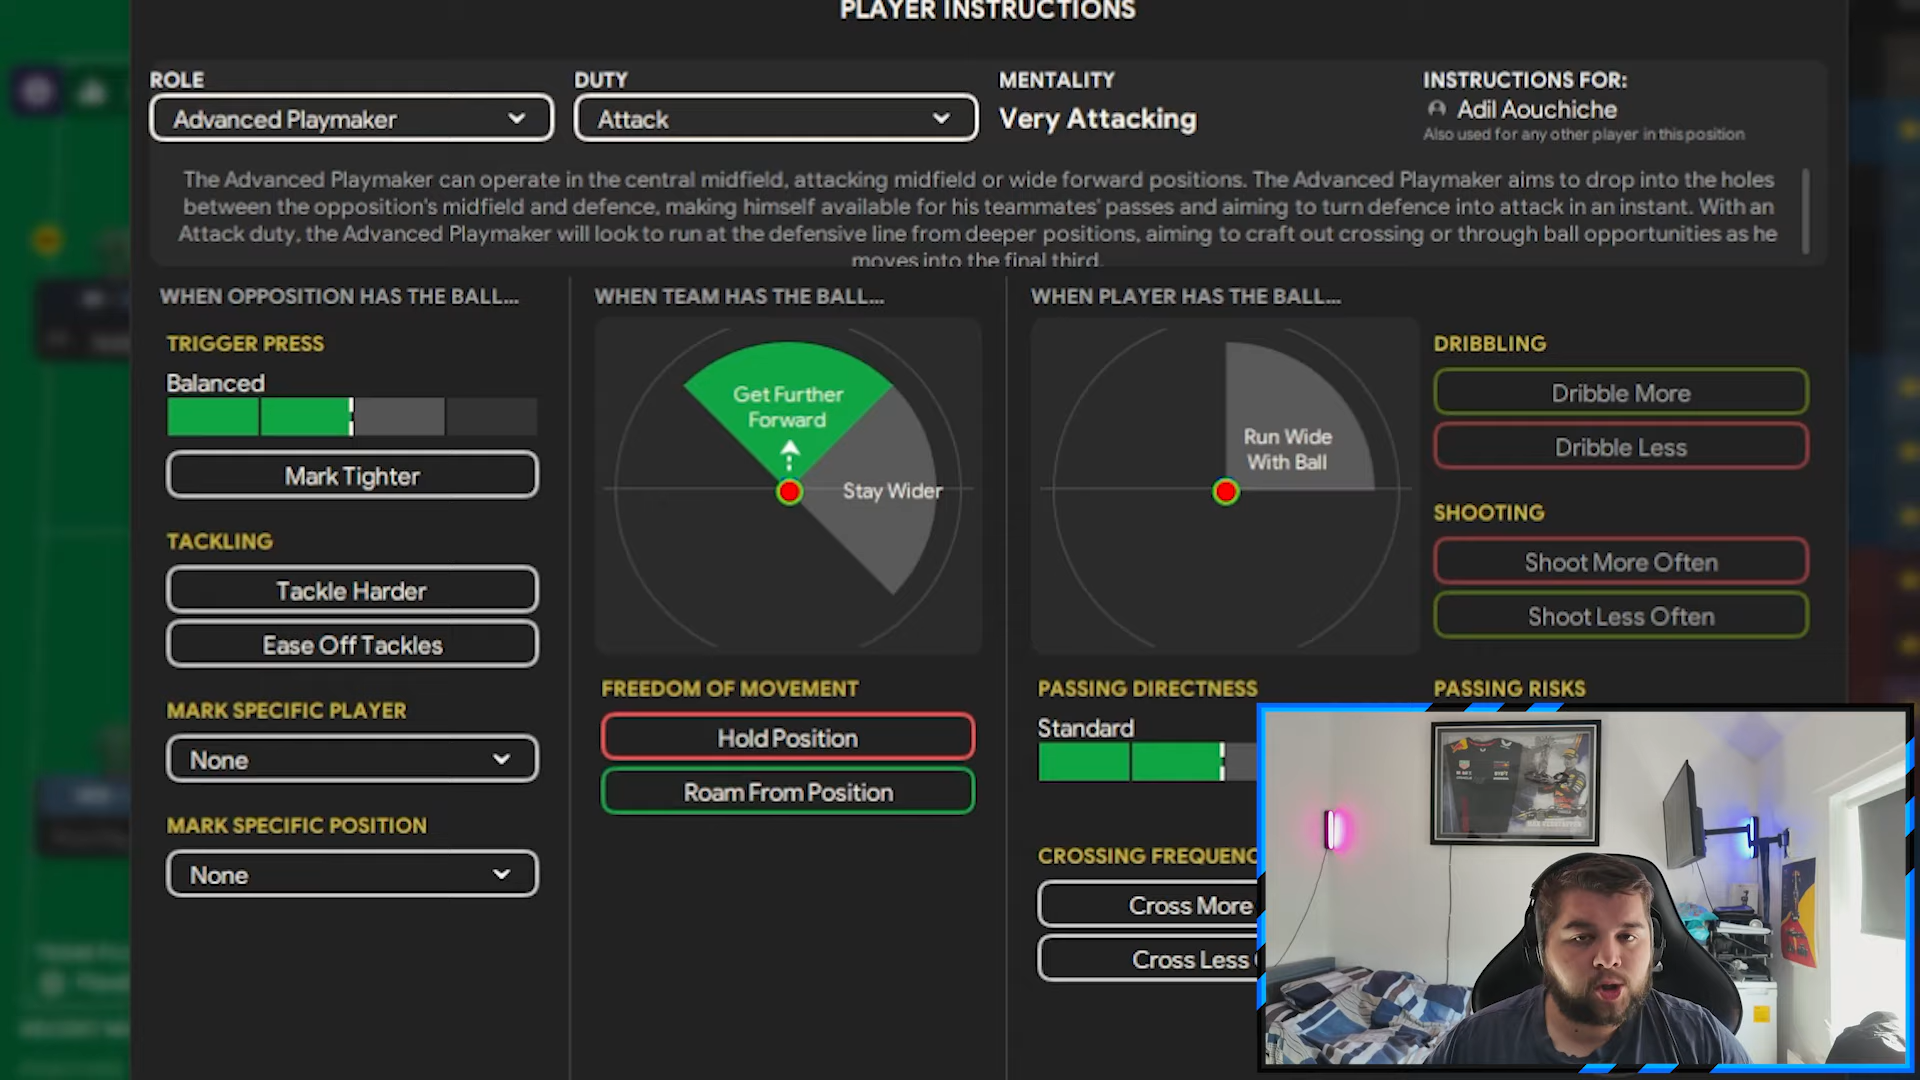 PLAYER INSTRUCTIONS
ROLE
Advanced Playmaker
DUTY
Attack
MENTALITY
Very Attacking
INSTRUCTIONS FOR:
Adil Aouchiche
Also used for any other player in this position
The Advanced Playmaker can operate in the central midfield, attacking midfield or wide forward positions. The Advanced Playmaker aims to drop into the holes
between the opposition's midfield and defence, making himself available for his teammates' passes and aiming to turn defence into attack in an instant. With an
Attack duty, the Advanced Playmaker will look to run at the defensive line from deeper positions, aiming to craft out crossing or through ball opportunities as he
moves into the final third.
WHEN OPPOSITION HAS THE BALL...
TRIGGER PRESS
Balanced
Mark Tighter
TACKLING
Tackle Harder
Ease Off Tackles
MARK SPECIFIC PLAYER
None
MARK SPECIFIC POSITION
None
WHEN TEAM HAS THE BALL...
Get Further
Forward
Stay Wider
FREEDOM OF MOVEMENT
Hold Position
Roam From Position
WHEN PLAYER HAS THE BALL...
Run Wide
With Ball
PASSING DIRECTNESS
Standard
CROSSING FREQUENC
Cross More
Cross Less
DRIBBLING
Dribble More
Dribble Less
SHOOTING
Shoot More Often
Shoot Less Often
PASSING RISKS